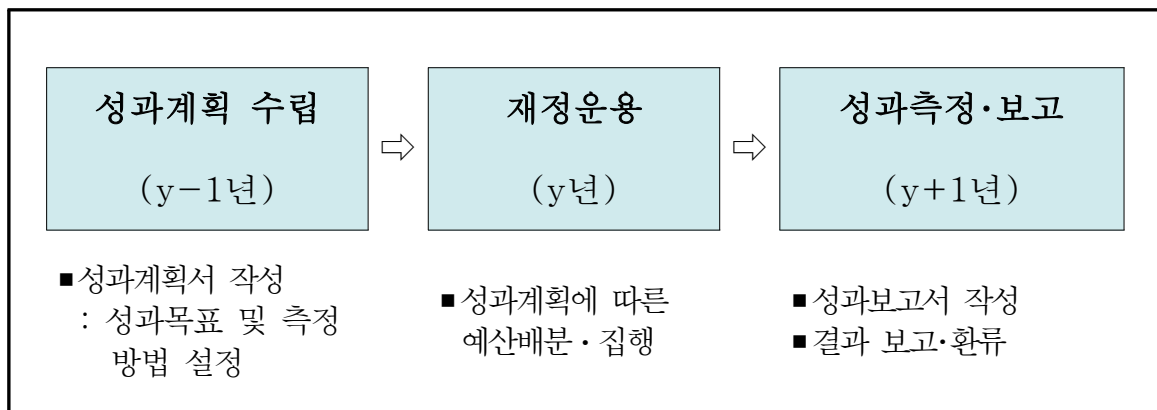 성과계획 수립
(y-1년)
⇨
재정운용
(y년)
⇨
성과측정·보고
(y+1년)
■성과계획서 작성
: 성과목표 및 측정
방법 설정
■성과계획에 따른
예산배분·집행
■성과보고서 작성
■결과 보고·환류